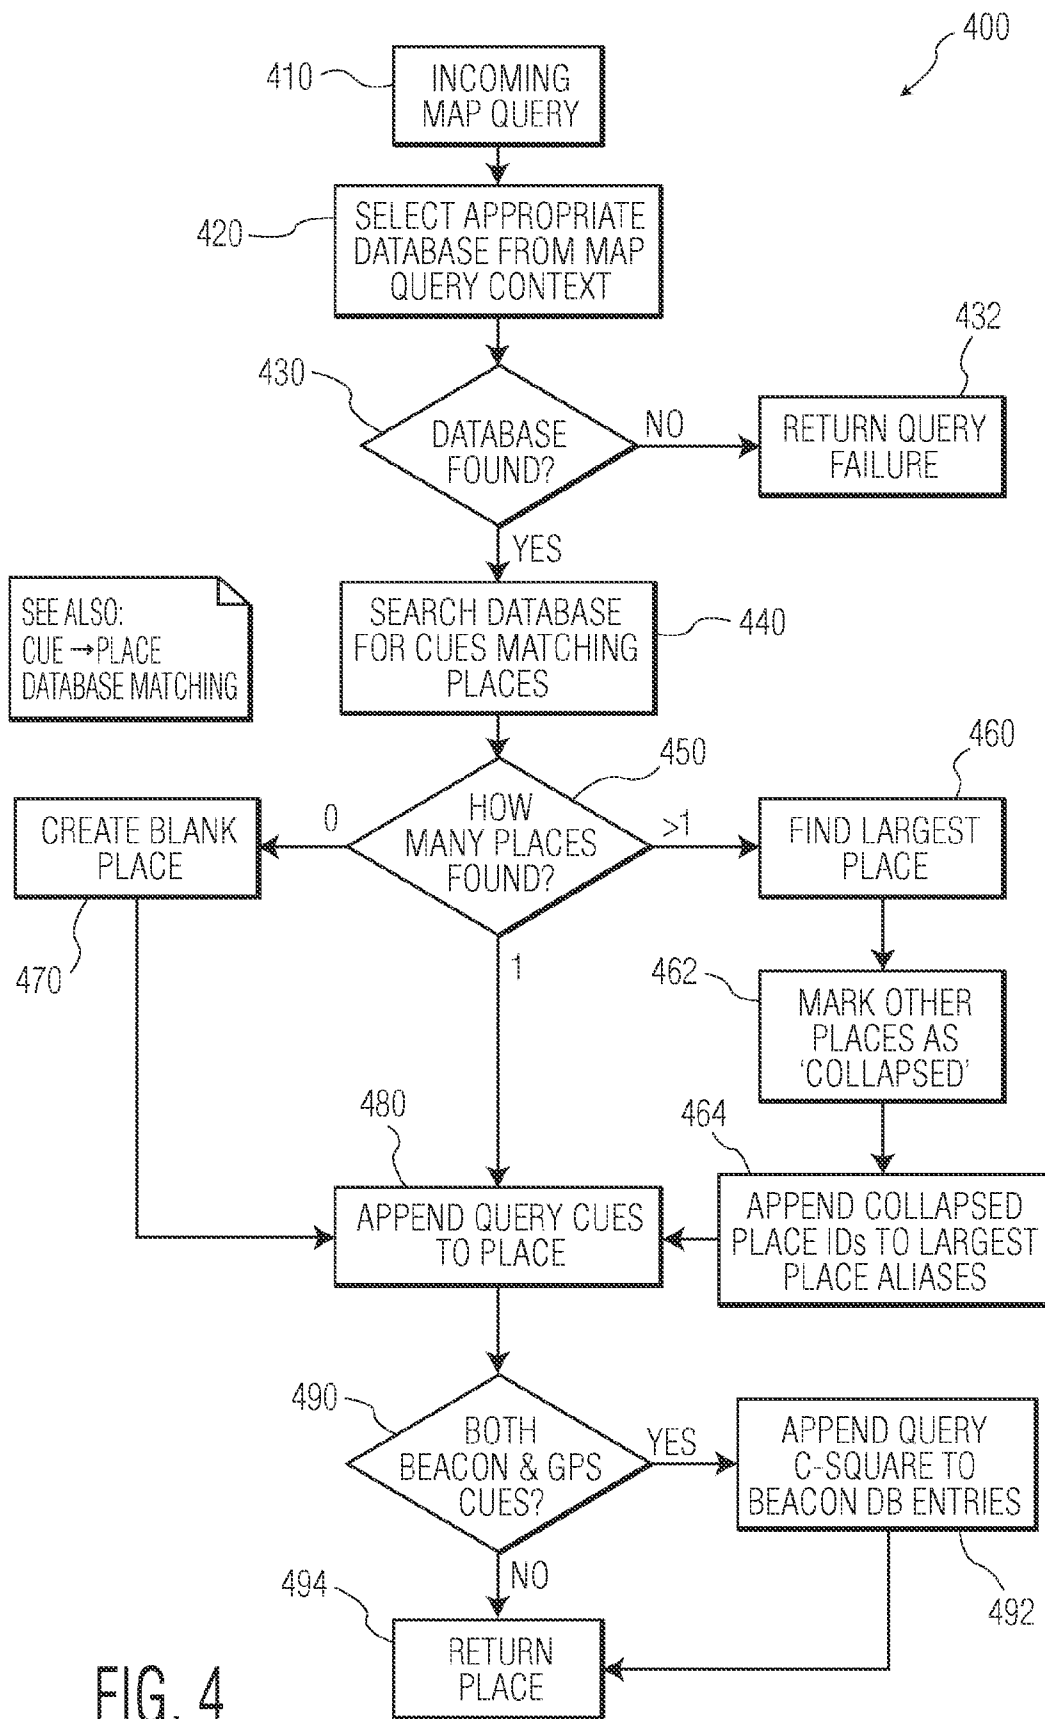 400
410
INCOMING
MAP QUERY
420
SELECT APPROPRIATE
DATABASE FROM MAP
QUERY CONTEXT
430
DATABASE
FOUND?
NO
432
RETURN QUERY
FAILURE
YES
SEE ALSO:
CUE → PLACE
DATABASE MATCHING
SEARCH DATABASE
FOR CUES MATCHING
PLACES
440
450
HOW
MANY PLACES
FOUND?
0
>1
1
CREATE BLANK
PLACE
470
460
FIND LARGEST
PLACE
462
MARK OTHER
PLACES AS
'COLLAPSED'
464
APPEND COLLAPSED
PLACE IDs TO LARGEST
PLACE ALIASES
480
APPEND QUERY CUES
TO PLACE
490
BOTH
BEACON & GPS
CUES?
YES
APPEND QUERY
C-SQUARE TO
BEACON DB ENTRIES
492
NO
494
RETURN
PLACE
FIG. 4